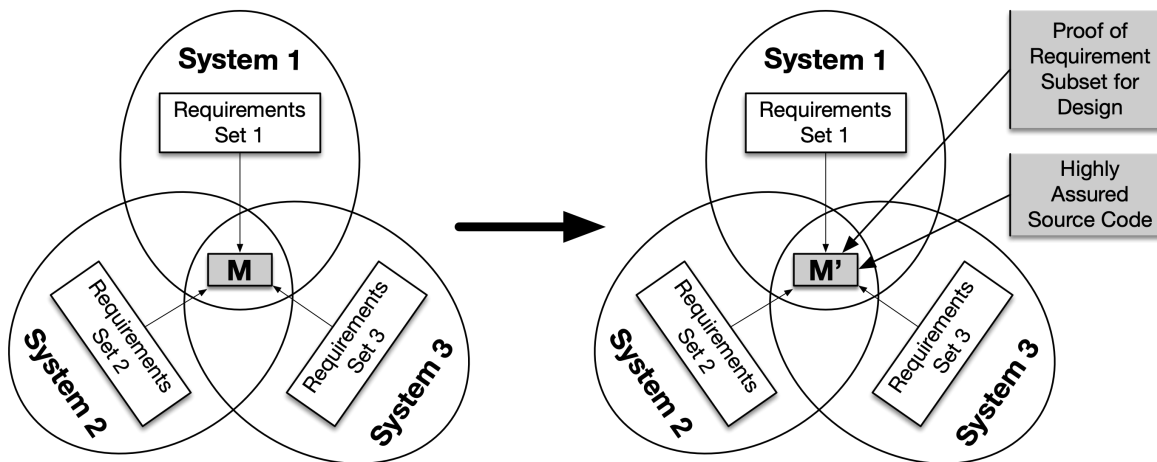 System 1
Requirements
Set 1
M
Requirements
Set 2
System 2
Requirements
Set 3
System 3
System 1
Requirements
Set 1
M'
Requirements
Set 2
System 2
Requirements
Set 3
System 3
Proof of
Requirement
Subset for
Design
Highly
Assured
Source Code